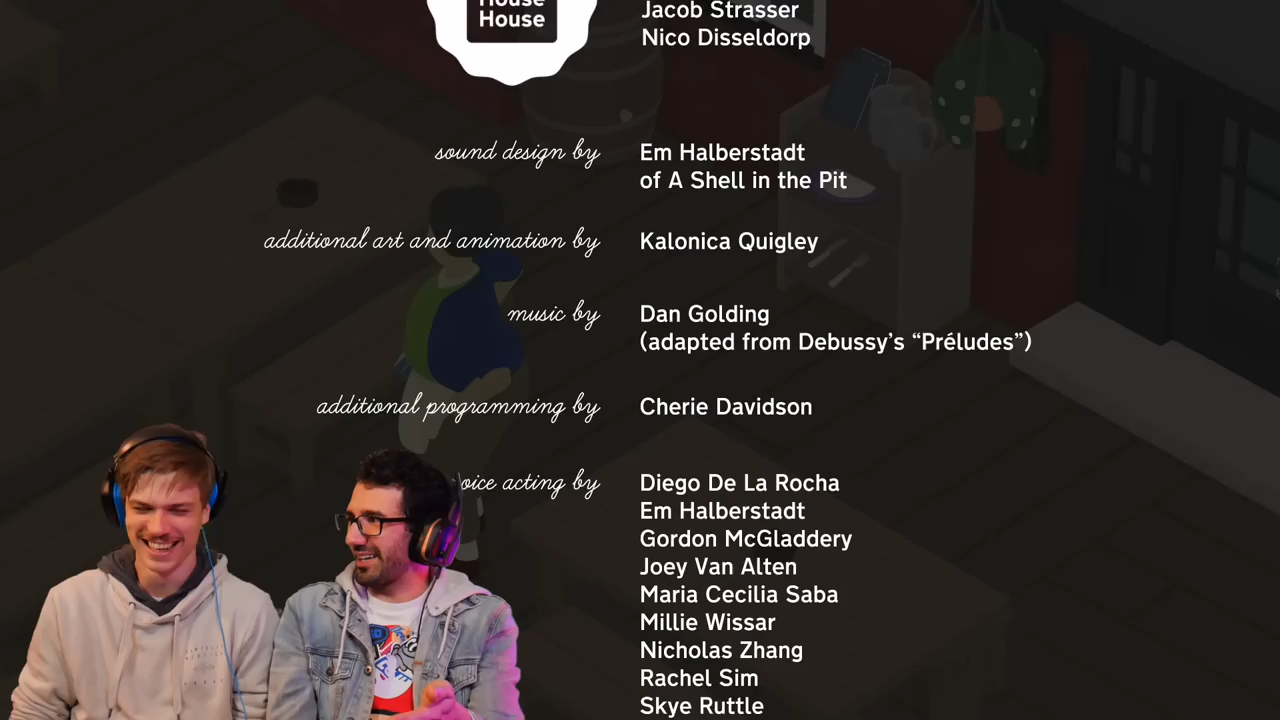 House
House
Jacob Strasser
Nico Disseldorp
sound design by
Em Halberstadt
of A Shell in the Pit
additional art and animation by
Kalonica Quigley
music by
Dan Golding
(adapted from Debussy's “Préludes”)
additional programming by
Cherie Davidson
voice acting by
Diego De La Rocha
Em Halberstadt
Gordon McGladdery
Joey Van Alten
Maria Cecilia Saba
Millie Wissar
Nicholas Zhang
Rachel Sim
Skye Ruttle